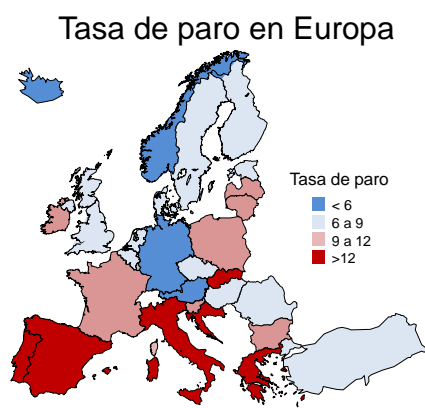 Tasa de paro en Europa
Tasa de paro
< 6
6 a 9
9 a 12
>12